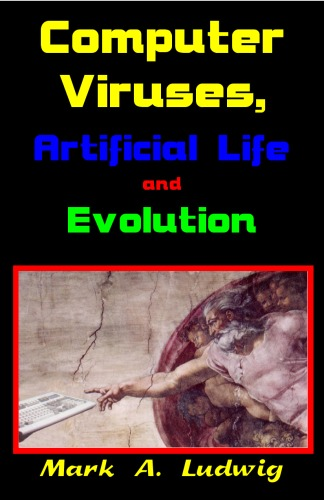 Computer
Viruses,
Artificial Life
and
Evolution
Mark A. Ludwig